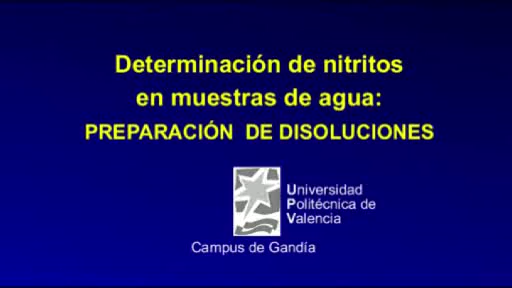 Determinación de nitritos
en muestras de agua:
PREPARACIÓN DE DISOLUCIONES
Universidad
Politécnica de
Valencia
Campus de Gandía